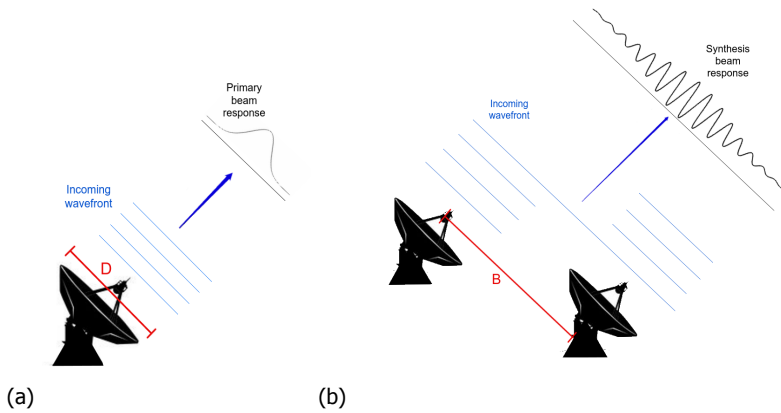 Primary
beam
response
Incoming
wavefront
D
(a)
Synthesis
beam
response
Incoming
wavefront
B
(b)